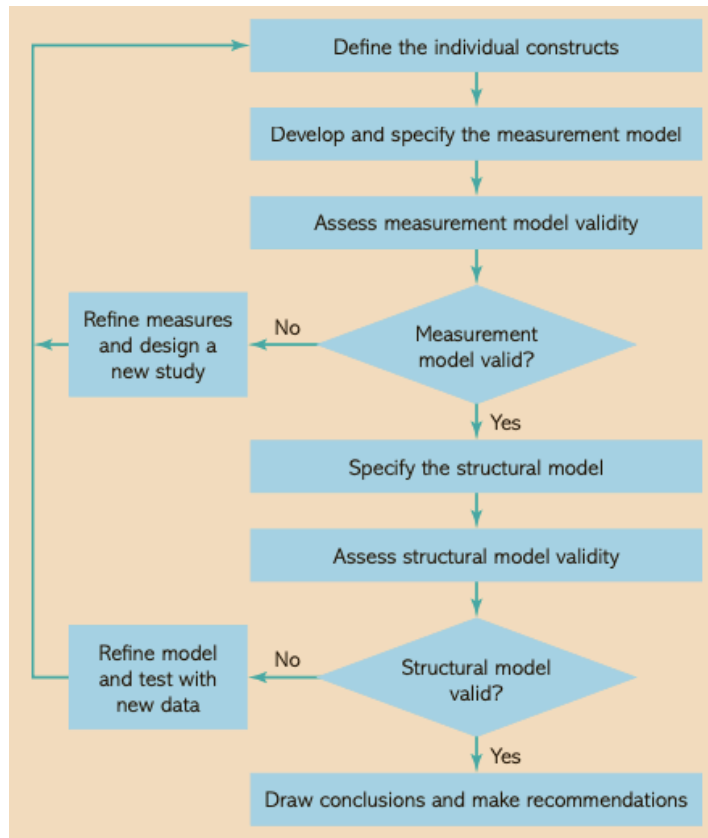 Define the individual constructs
Develop and specify the measurement model
Assess measurement model validity
Refine measures
and design a
new study
No
Measurement
model valid?
Yes
Specify the structural model
Assess structural model validity
Refine model
and test with
new data
No
Structural model
valid?
Yes
Draw conclusions and make recommendations